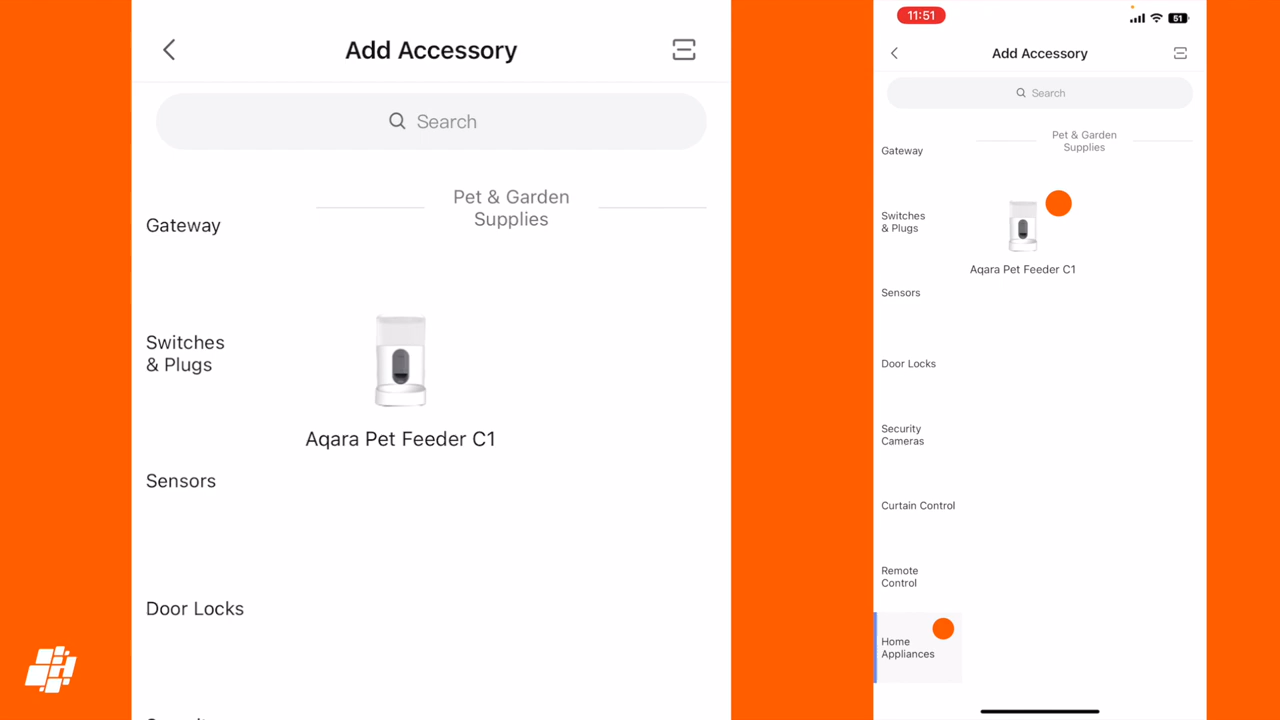 Add Accessory
Search
Pet & Garden
Supplies
Gateway
Switches
& Plugs
Aqara Pet Feeder C1
Sensors
Door Locks
11:51
51
Add Accessory
Search
Pet & Garden
Supplies
Gateway
Switches
& Plugs
Aqara Pet Feeder C1
Sensors
Door Locks
Security
Cameras
Curtain Control
Remote
Control
Home
Appliances